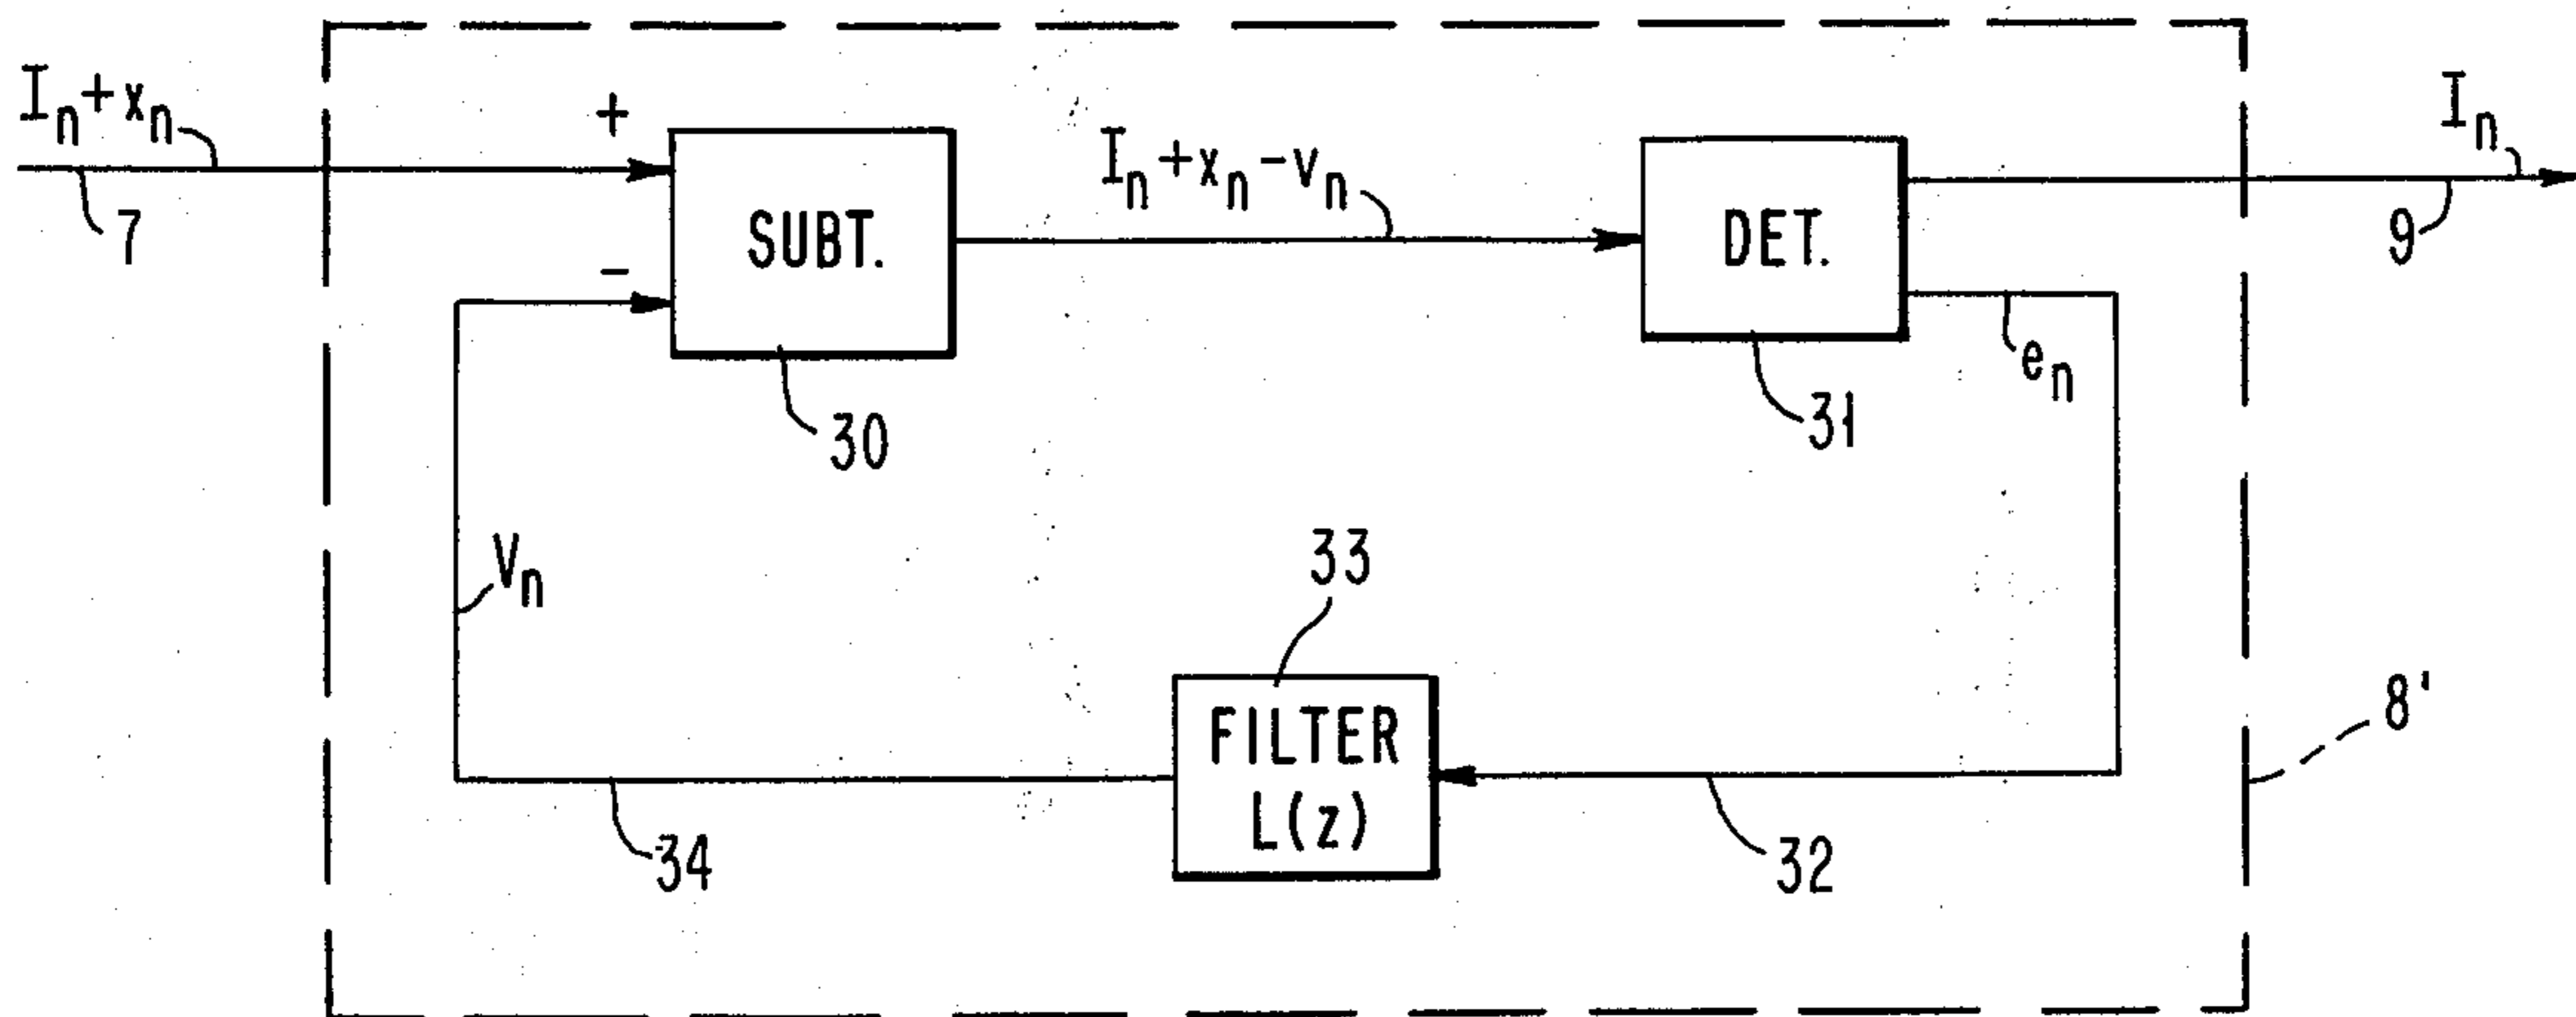 Iₙ+xₙ
7
+
−
SUBT.
30
Iₙ+xₙ−vₙ
DET.
31
Iₙ
9
eₙ
Vₙ
33
FILTER
L(z)
34
32
8'